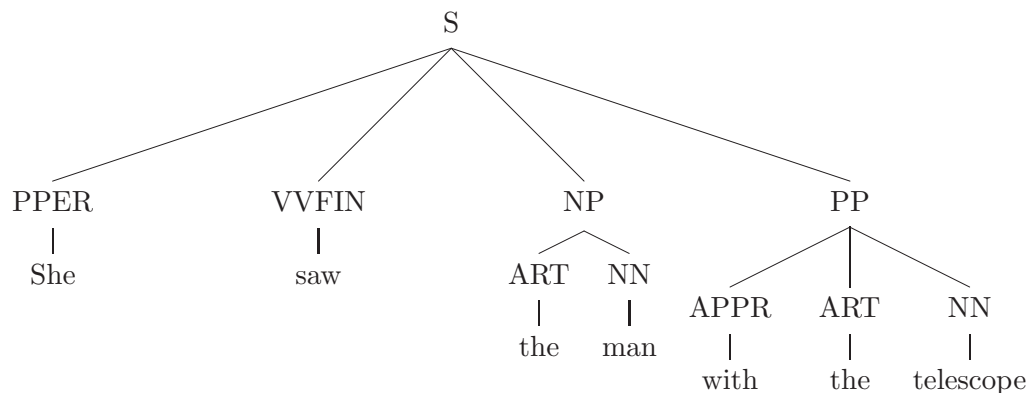 S
PPER VVFIN NP PP
She saw ART NN
APPR ART NN
the man
with the telescope